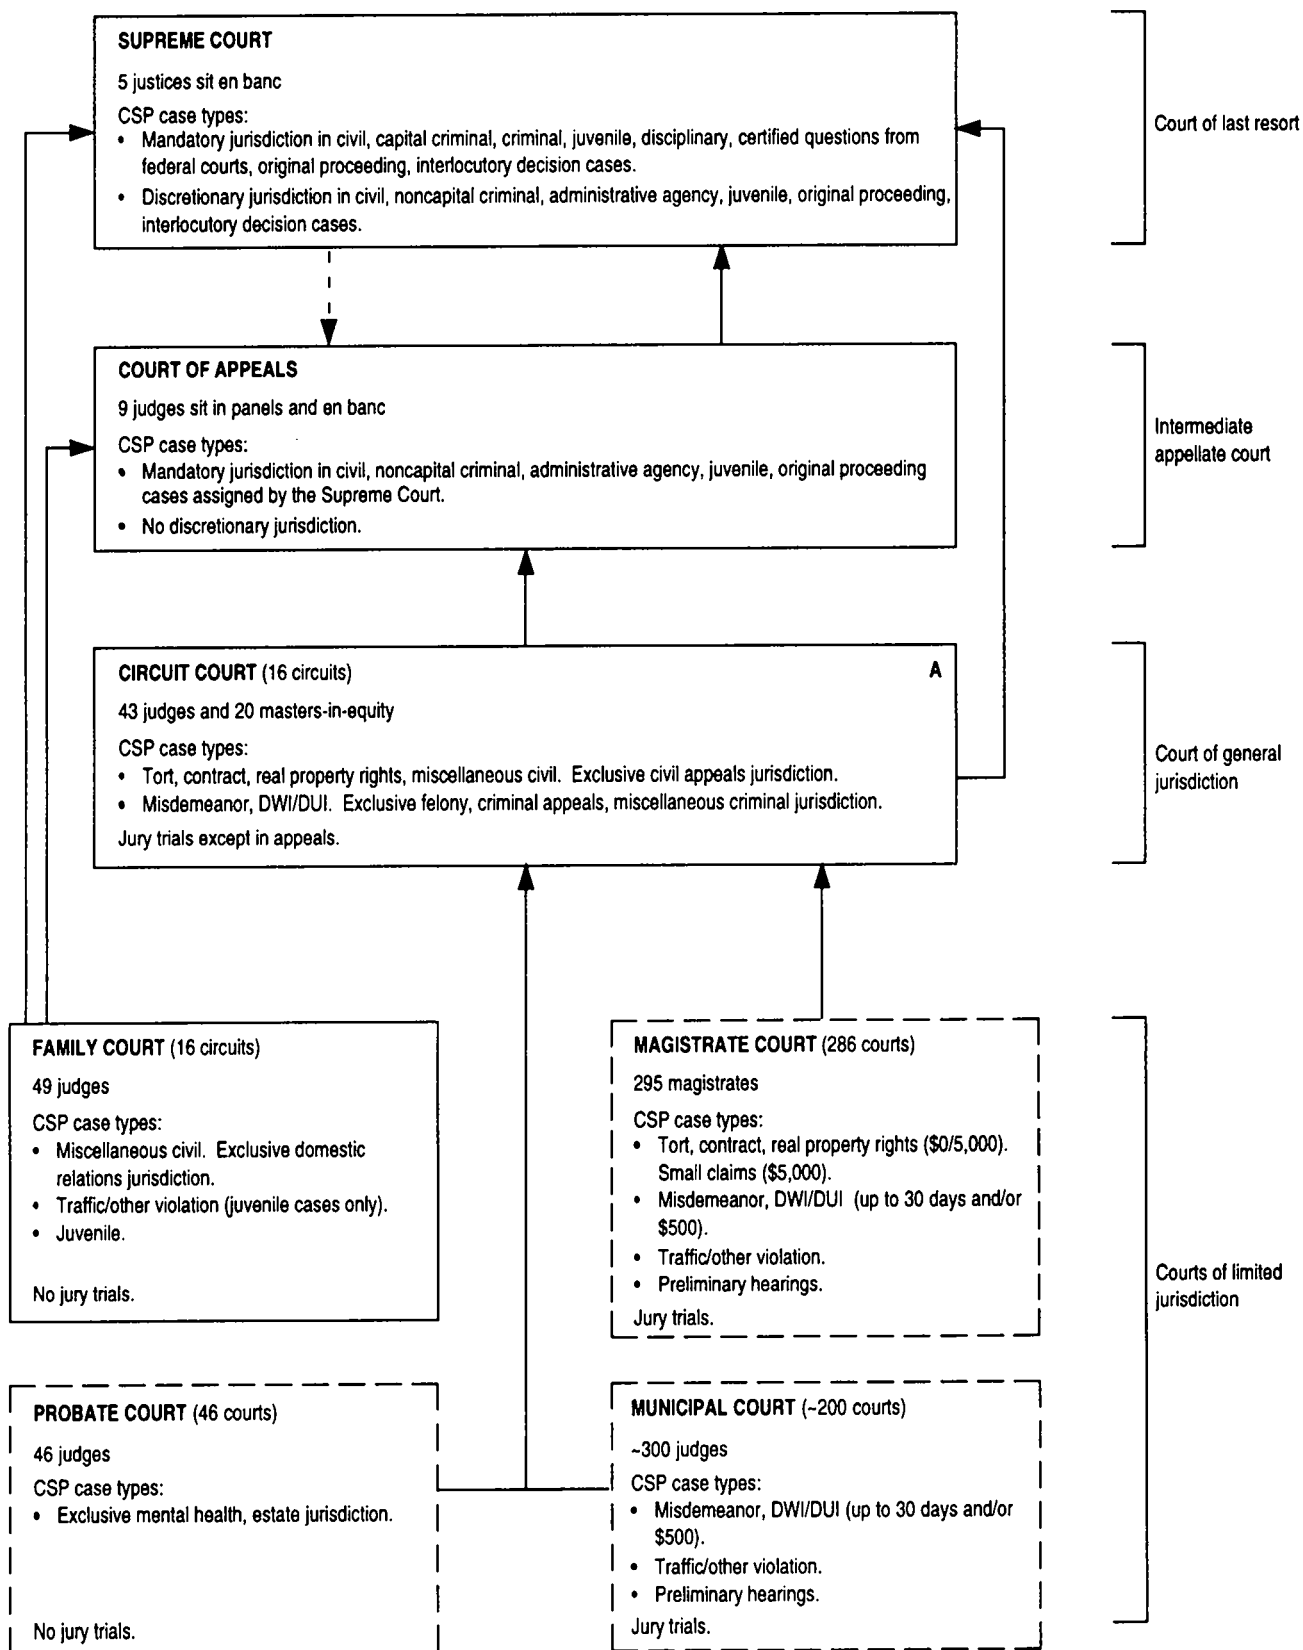 SUPREME COURT
5 justices sit en banc
CSP case types:
• Mandatory jurisdiction in civil, capital criminal, criminal, juvenile, disciplinary, certified questions from
federal courts, original proceeding, interlocutory decision cases.
• Discretionary jurisdiction in civil, noncapital criminal, administrative agency, juvenile, original proceeding,
interlocutory decision cases.
Court of last resort
COURT OF APPEALS
9 judges sit in panels and en banc
CSP case types:
• Mandatory jurisdiction in civil, noncapital criminal, administrative agency, juvenile, original proceeding
cases assigned by the Supreme Court.
• No discretionary jurisdiction.
Intermediate
appellate court
CIRCUIT COURT (16 circuits) A
43 judges and 20 masters-in-equity
CSP case types:
• Tort, contract, real property rights, miscellaneous civil. Exclusive civil appeals jurisdiction.
• Misdemeanor, DWI/DUI. Exclusive felony, criminal appeals, miscellaneous criminal jurisdiction.
Jury trials except in appeals.
Court of general
jurisdiction
FAMILY COURT (16 circuits)
49 judges
CSP case types:
• Miscellaneous civil. Exclusive domestic
relations jurisdiction.
• Traffic/other violation (juvenile cases only).
• Juvenile.
No jury trials.
MAGISTRATE COURT (286 courts)
295 magistrates
CSP case types:
• Tort, contract, real property rights ($0/5,000).
Small claims ($5,000).
• Misdemeanor, DWI/DUI (up to 30 days and/or
$500).
• Traffic/other violation.
• Preliminary hearings.
Jury trials.
Courts of limited
jurisdiction
PROBATE COURT (46 courts)
46 judges
CSP case types:
• Exclusive mental health, estate jurisdiction.
No jury trials.
MUNICIPAL COURT (~200 courts)
~300 judges
CSP case types:
• Misdemeanor, DWI/DUI (up to 30 days and/or
$500).
• Traffic/other violation.
• Preliminary hearings.
Jury trials.